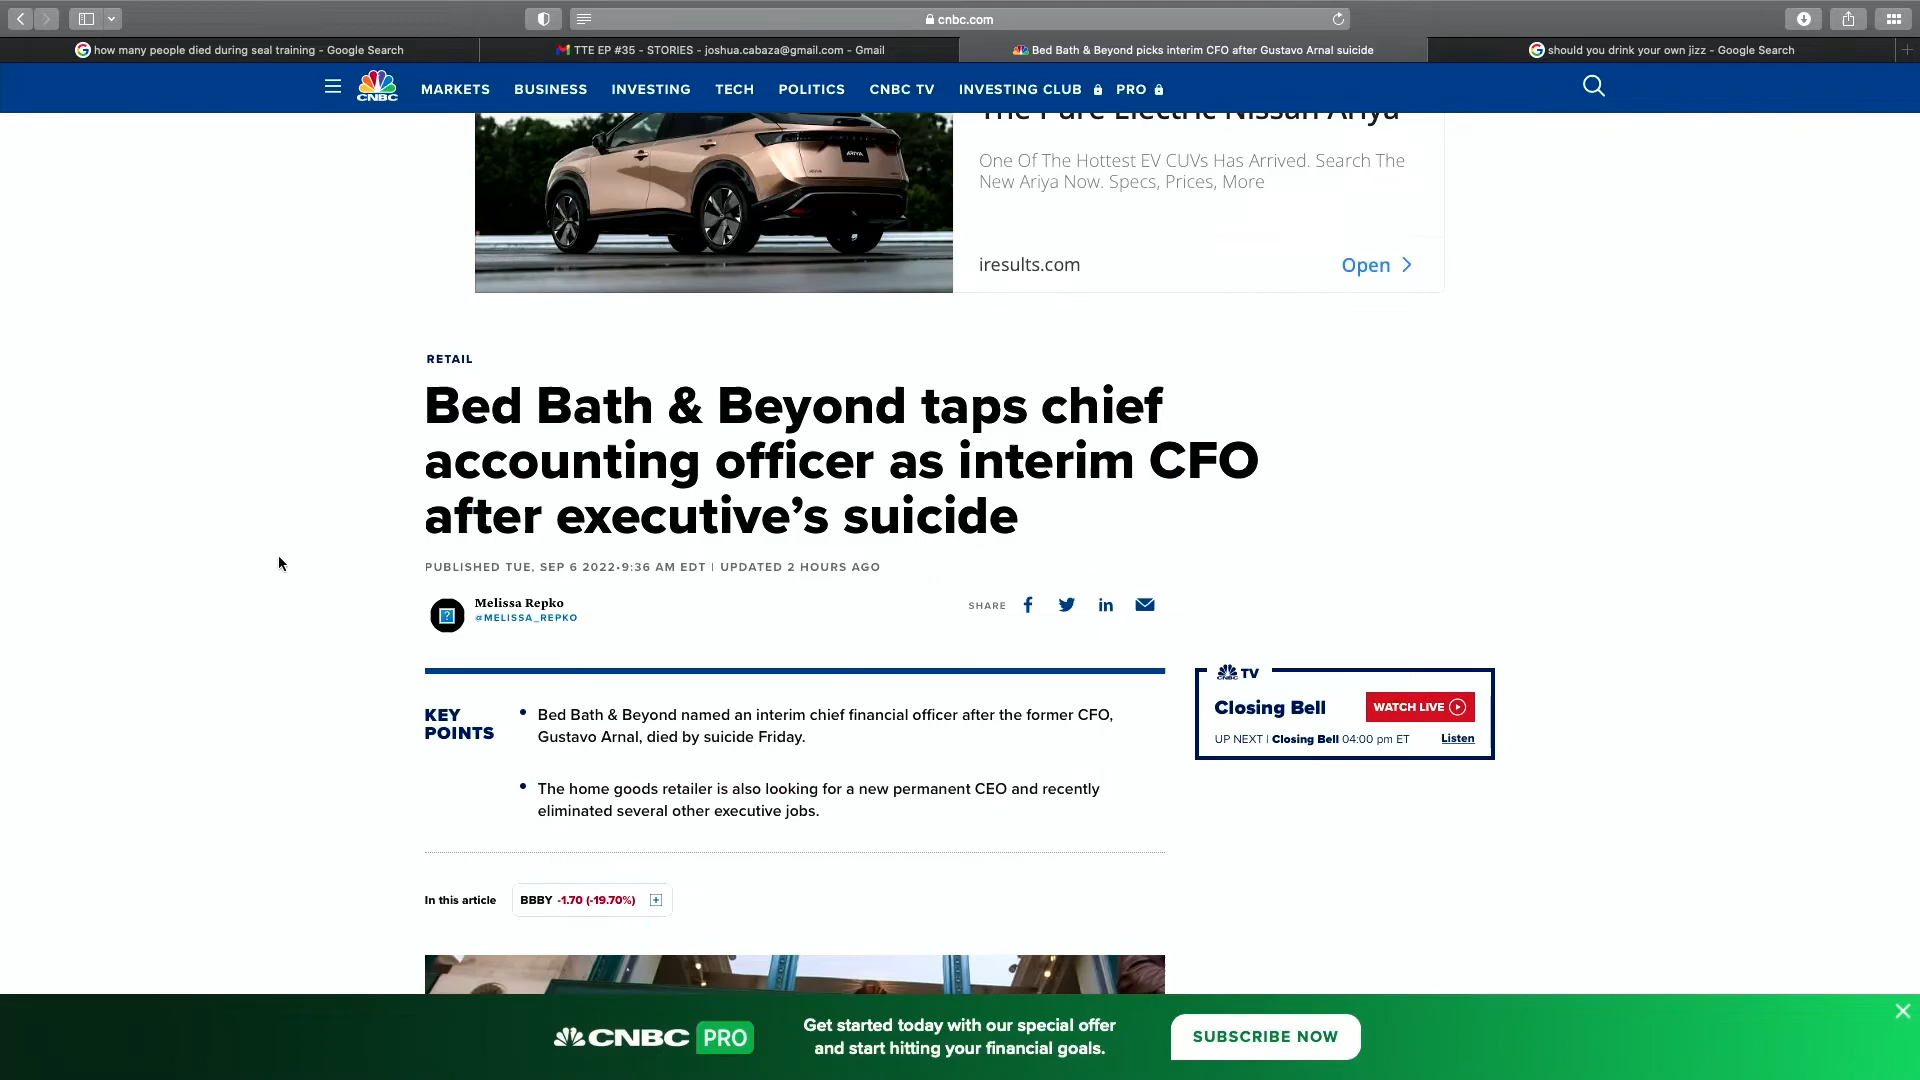 cnbc.com
how many people died during seal training - Google Search
TTE EP #35 - STORIES - joshua.cabaza@gmail.com - Gmail
Bed Bath & Beyond picks interim CFO after Gustavo Arnal suicide
should you drink your own jizz - Google Search
CNBC
MARKETS BUSINESS INVESTING TECH POLITICS CNBC TV INVESTING CLUB PRO
The Pure Electric Nissan Ariya
ARIYA
One Of The Hottest EV CUVs Has Arrived. Search The
New Ariya Now. Specs, Prices, More
iresults.com
Open
RETAIL
Bed Bath & Beyond taps chief
accounting officer as interim CFO
after executive’s suicide
PUBLISHED TUE, SEP 6 2022•9:36 AM EDT | UPDATED 2 HOURS AGO
Melissa Repko
@MELISSA_REPKO
SHARE
KEY
POINTS
Bed Bath & Beyond named an interim chief financial officer after the former CFO,
Gustavo Arnal, died by suicide Friday.
The home goods retailer is also looking for a new permanent CEO and recently
eliminated several other executive jobs.
CNBC TV
Closing Bell
WATCH LIVE
UP NEXT | Closing Bell 04:00 pm ET
Listen
In this article
BBBY -1.70 (-19.70%)
CNBC PRO
Get started today with our special offer
and start hitting your financial goals.
SUBSCRIBE NOW